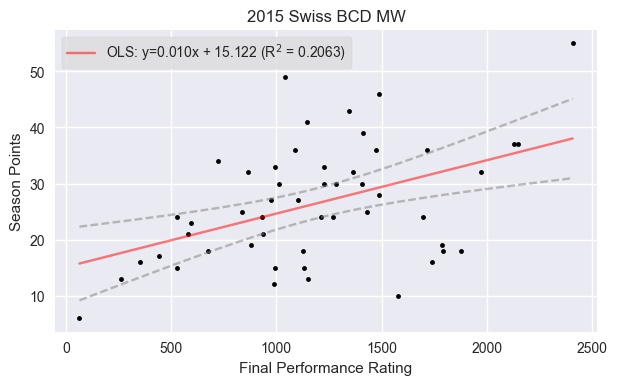 2015 Swiss BCD MW
OLS: y=0.010x + 15.122 (R² = 0.2063)
Season Points
50
40
30
20
10
0 500 1000 1500 2000 2500
Final Performance Rating